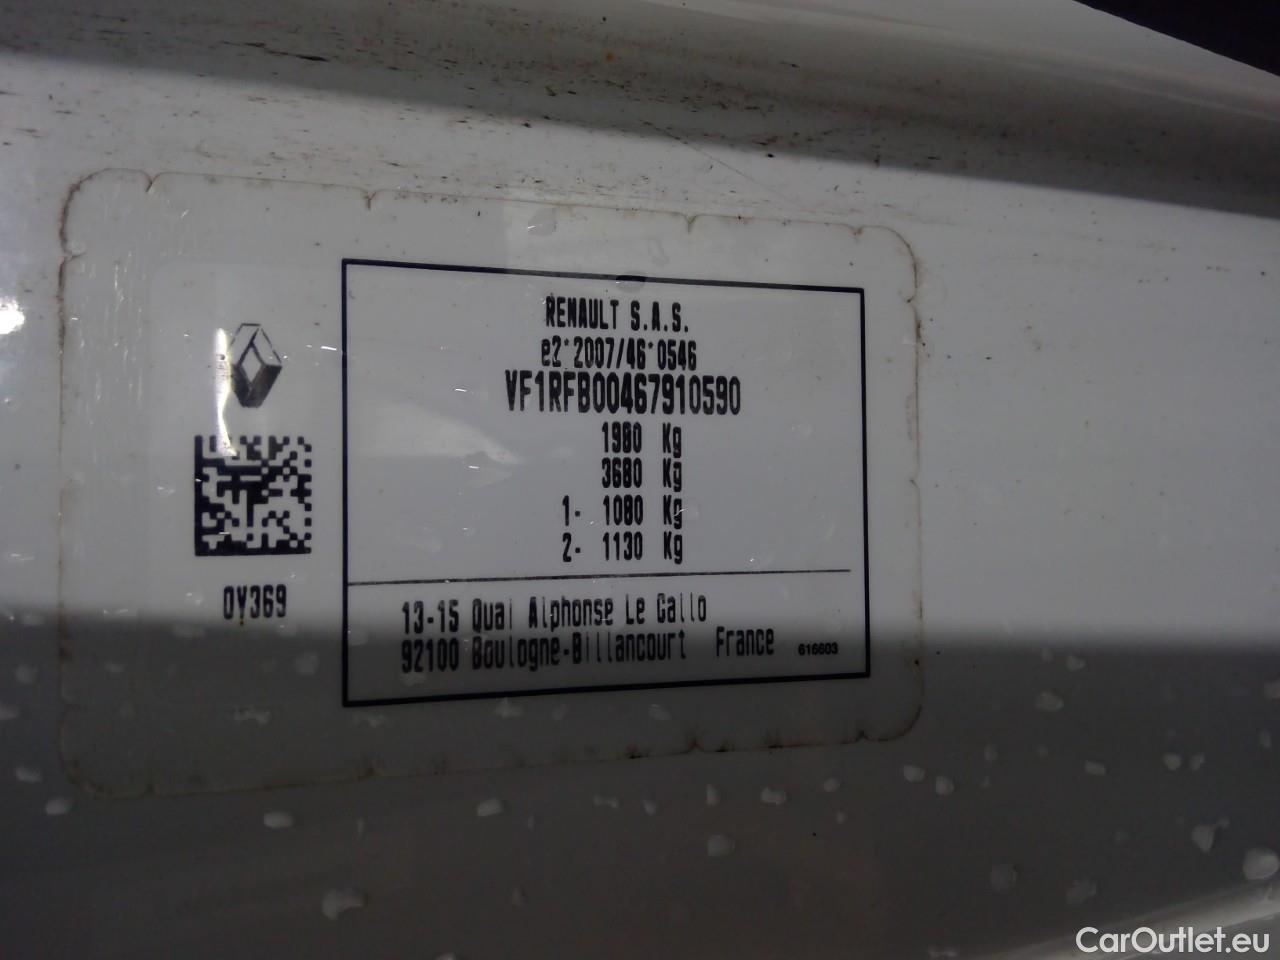 RENAULT S.A.S.
e2*2007/46*0546
VF1RFB00467910590
1980 Kg
3680 Kg
1- 1080 Kg
2- 1130 Kg
0Y369
13-15 Quai Alphonse Le Gallo
92100 Boulogne-Billancourt France 616603
CarOutlet.eu